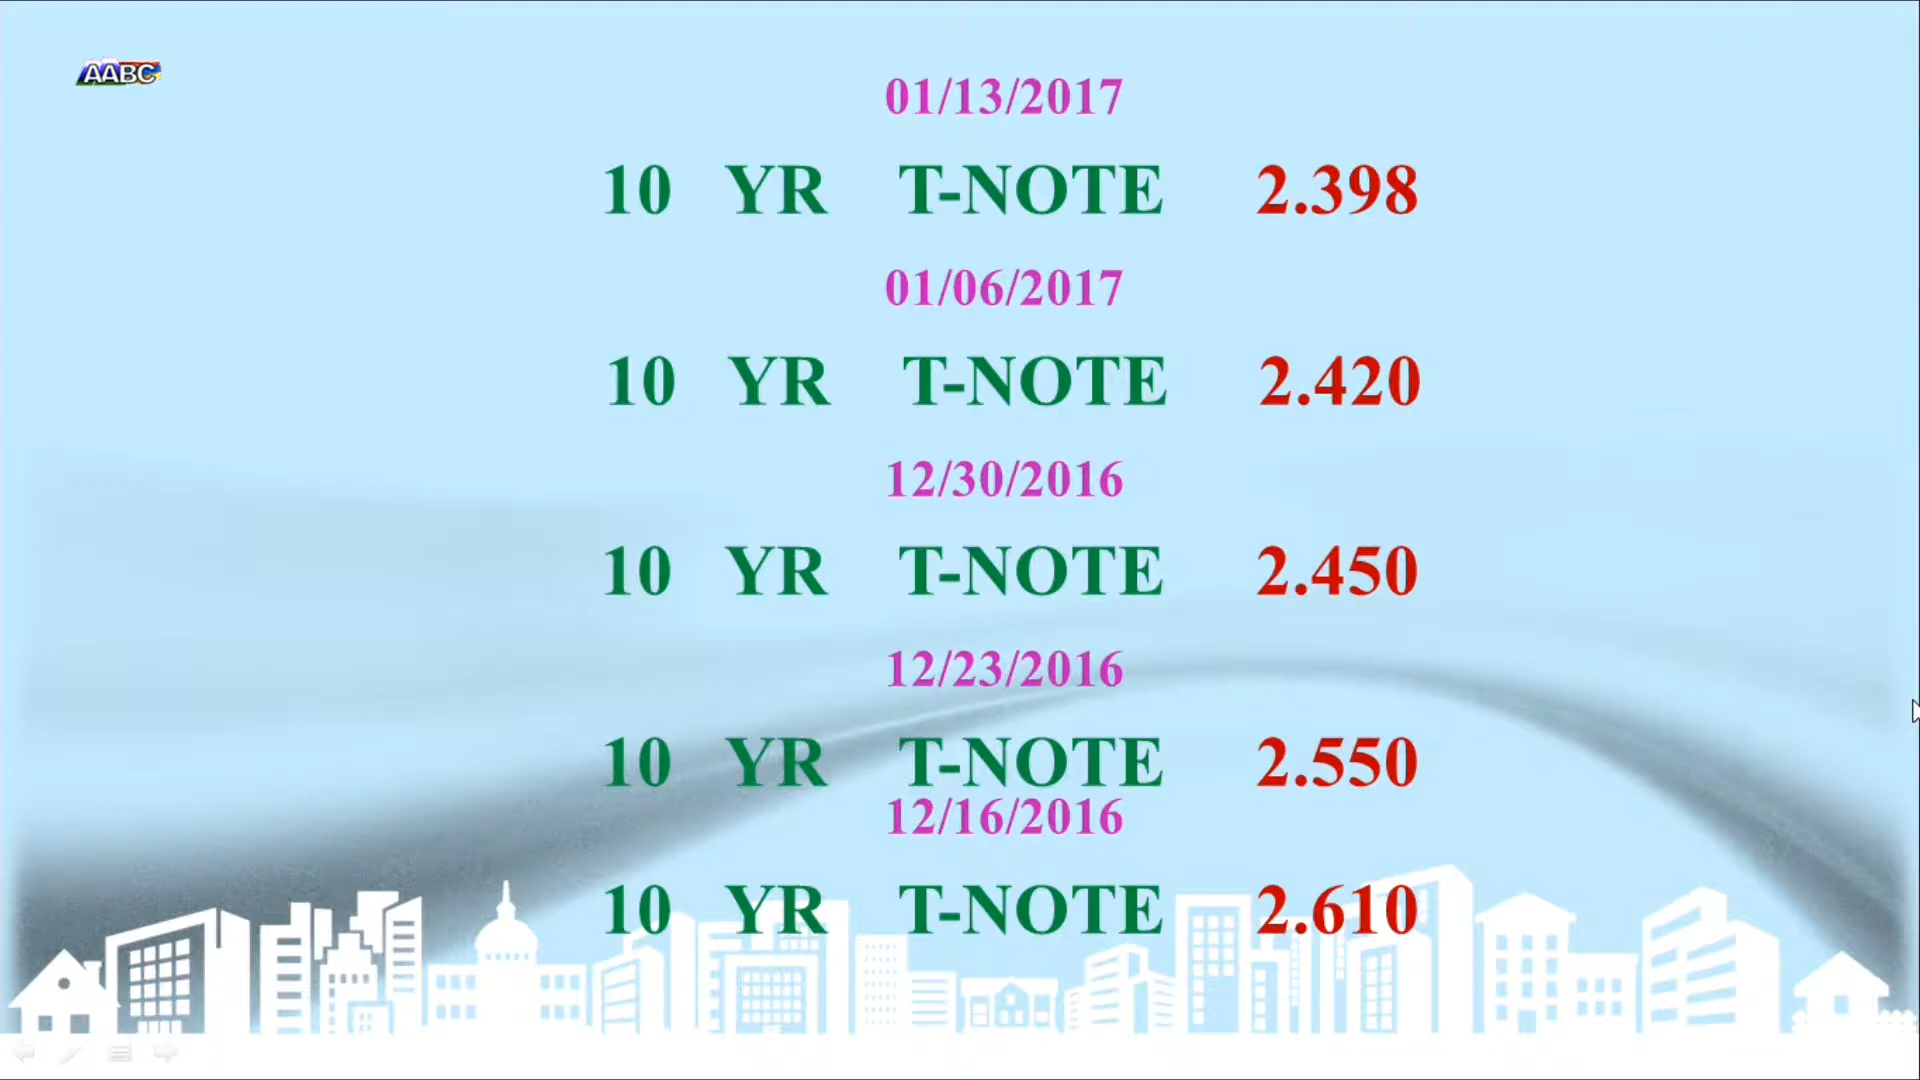 AABC
01/13/2017
10 YR T-NOTE 2.398
01/06/2017
10 YR T-NOTE 2.420
12/30/2016
10 YR T-NOTE 2.450
12/23/2016
10 YR T-NOTE 2.550
12/16/2016
10 YR T-NOTE 2.610